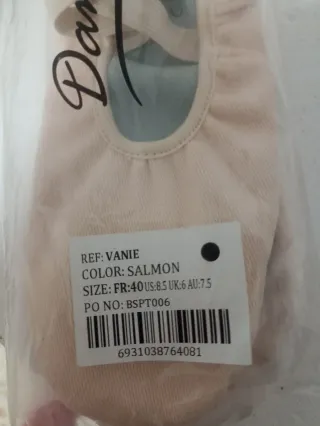 Dan
REF: VANIE
COLOR: SALMON
SIZE: FR:40 US:8.5 UK:6 AU:7.5
PO NO: BSPT006
6931038764081